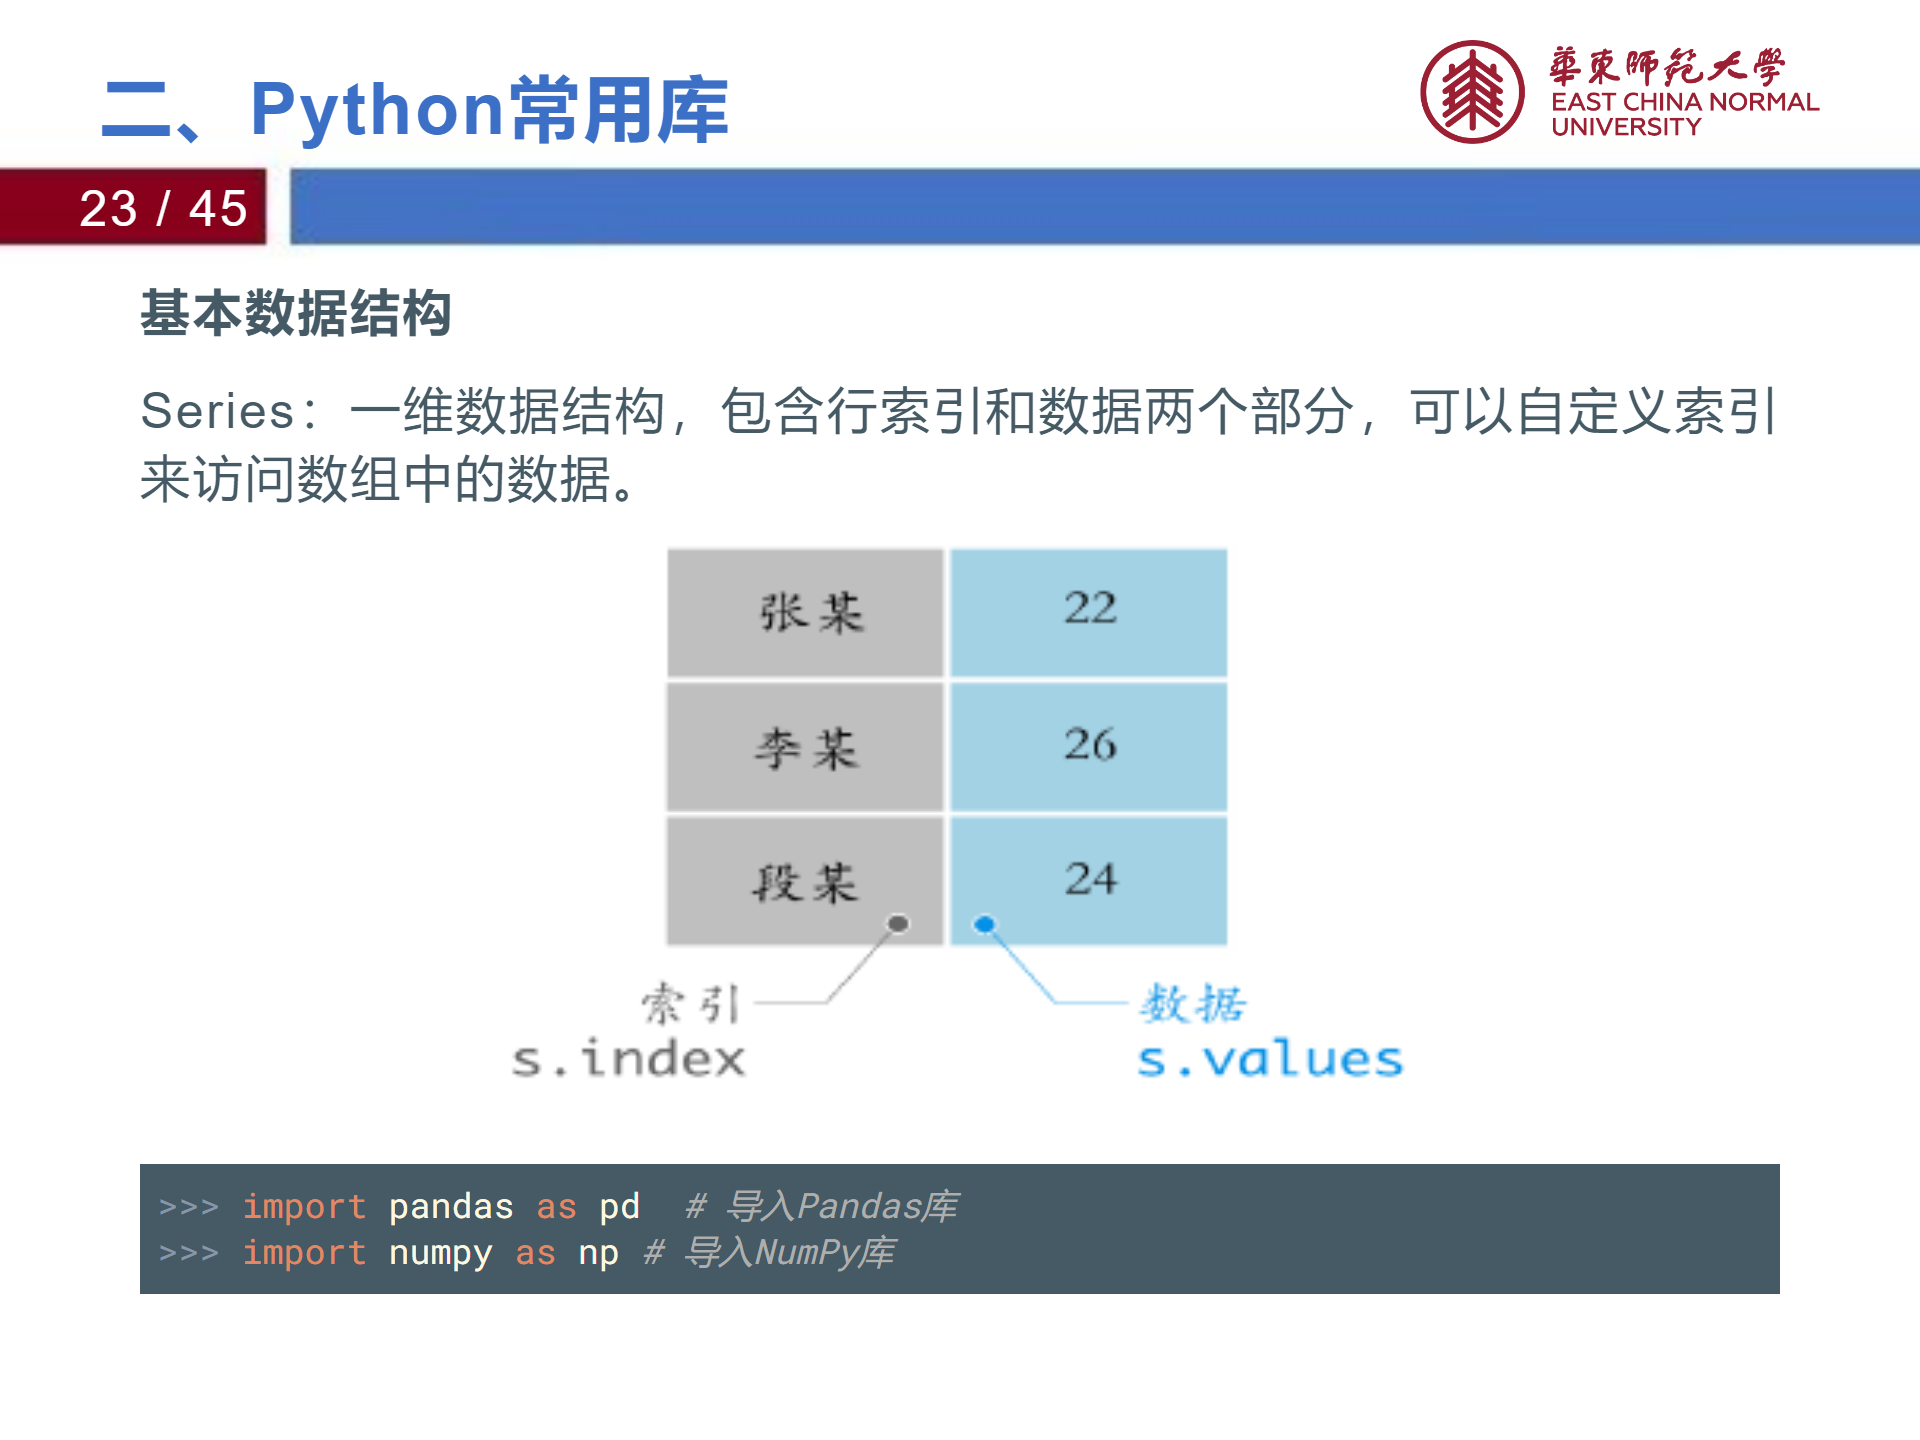 二、Python常用库
華東師範大學
EAST CHINA NORMAL
UNIVERSITY
23 / 45
基本数据结构
Series：一维数据结构，包含行索引和数据两个部分，可以自定义索引
来访问数组中的数据。
张某 22
李某 26
段某 24
索引 数据
s.index s.values
>>> import pandas as pd  # 导入Pandas库
>>> import numpy as np # 导入NumPy库